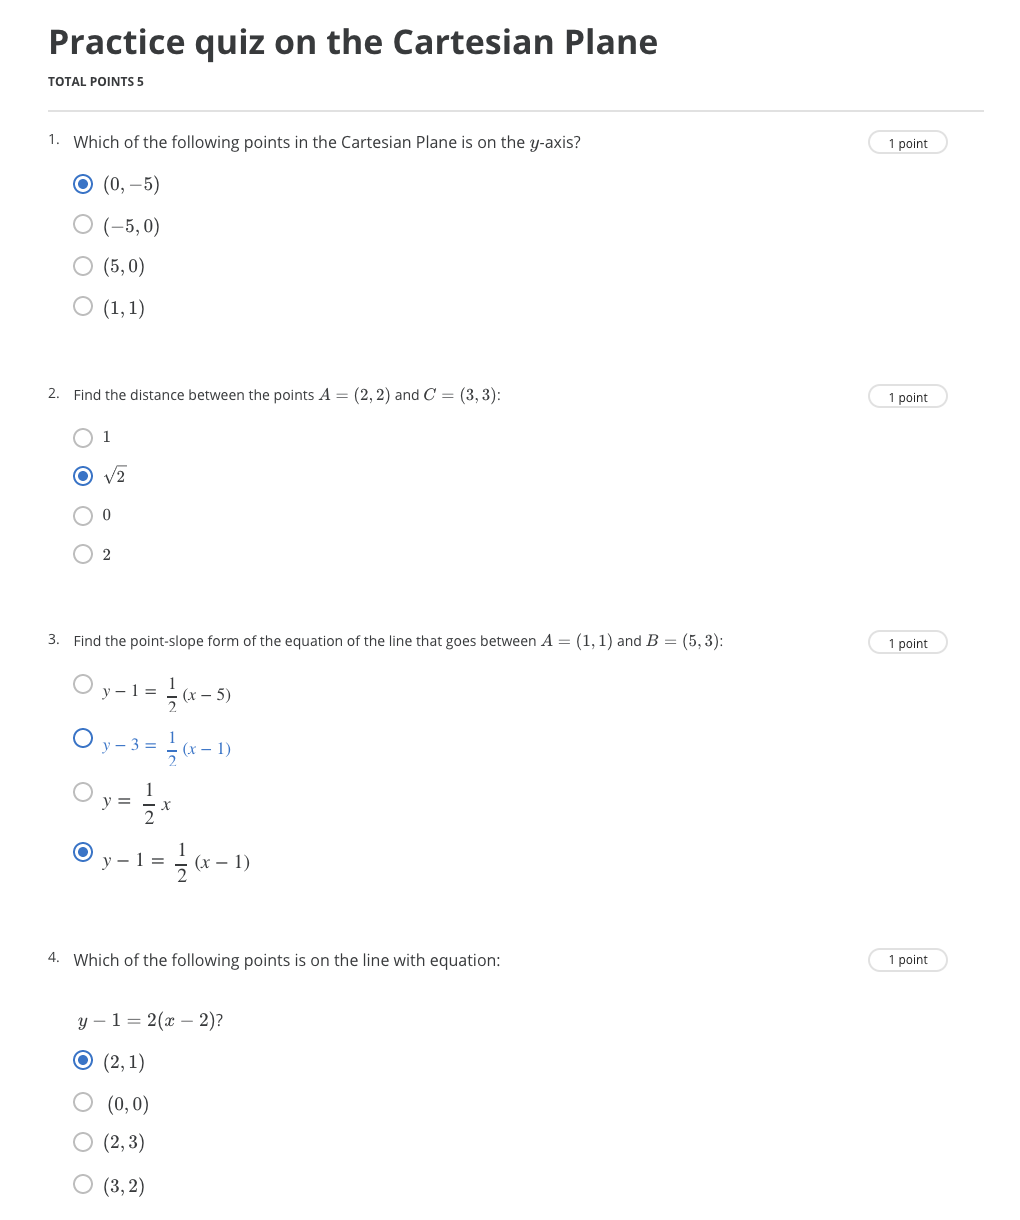 Practice quiz on the Cartesian Plane
TOTAL POINTS 5
1. Which of the following points in the Cartesian Plane is on the y-axis?
1 point
(0, −5)
(−5, 0)
(5, 0)
(1, 1)
2. Find the distance between the points A = (2, 2) and C = (3, 3):
1 point
1
√2
0
2
3. Find the point-slope form of the equation of the line that goes between A = (1, 1) and B = (5, 3):
1 point
y − 1 = 1/2 (x − 5)
y − 3 = 1/2 (x − 1)
y = 1/2 x
y − 1 = 1/2 (x − 1)
4. Which of the following points is on the line with equation:
1 point
y − 1 = 2(x − 2)?
(2, 1)
(0, 0)
(2, 3)
(3, 2)